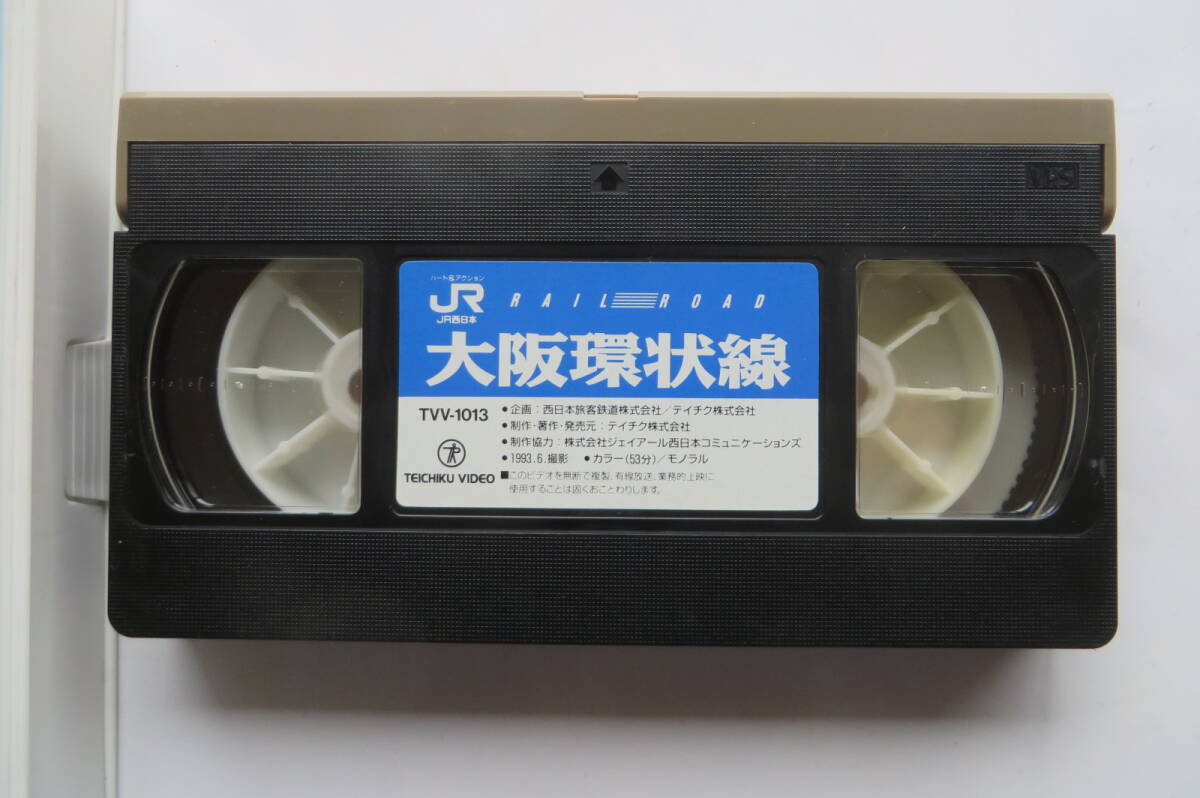 VHS
ハート&アクション
JR
JR西日本
RAILROAD
大阪環状線
TVV-1013
TEICHIKU VIDEO
●企画：西日本旅客鉄道株式会社／テイチク株式会社
●制作・著作・発売元：テイチク株式会社
●制作協力：株式会社ジェイアール西日本コミュニケーションズ
●1993.6.撮影 ●カラー(53分)／モノラル
■このビデオを無断で複製、有線放送、業務的上映に
使用することは固くおことわりします。